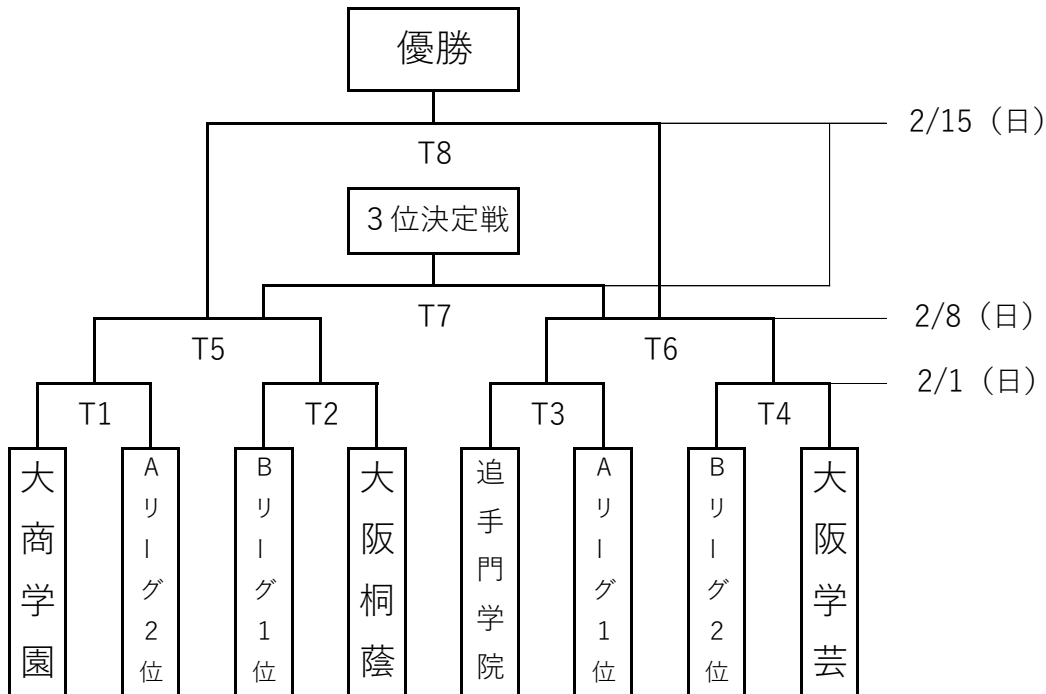 優勝
2/15（日）
T8
３位決定戦
T7
2/8（日）
T5
T6
2/1（日）
T1
T2
T3
T4
大商学園
Aリーグ2位
Bリーグ1位
大阪桐蔭
追手門学院
Aリーグ1位
Bリーグ2位
大阪学芸